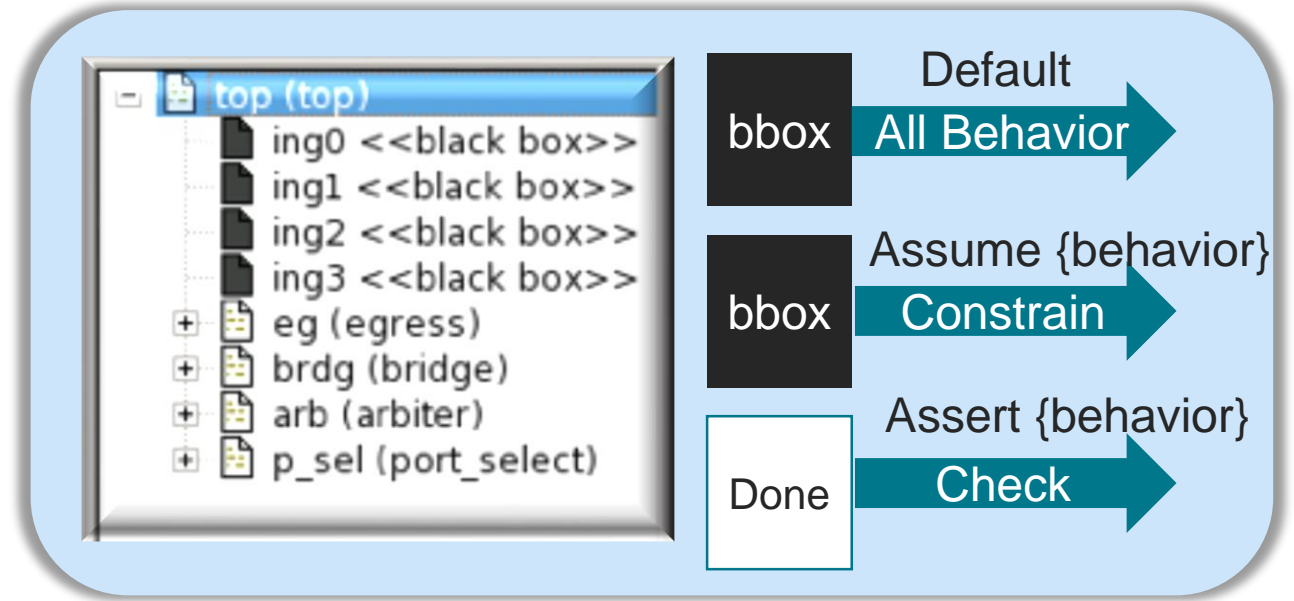 top (top)
ing0 <<black box>>
ing1 <<black box>>
ing2 <<black box>>
ing3 <<black box>>
eg (egress)
brdg (bridge)
arb (arbiter)
p_sel (port_select)
Default
bbox
All Behavior
Assume {behavior}
bbox
Constrain
Assert {behavior}
Done
Check